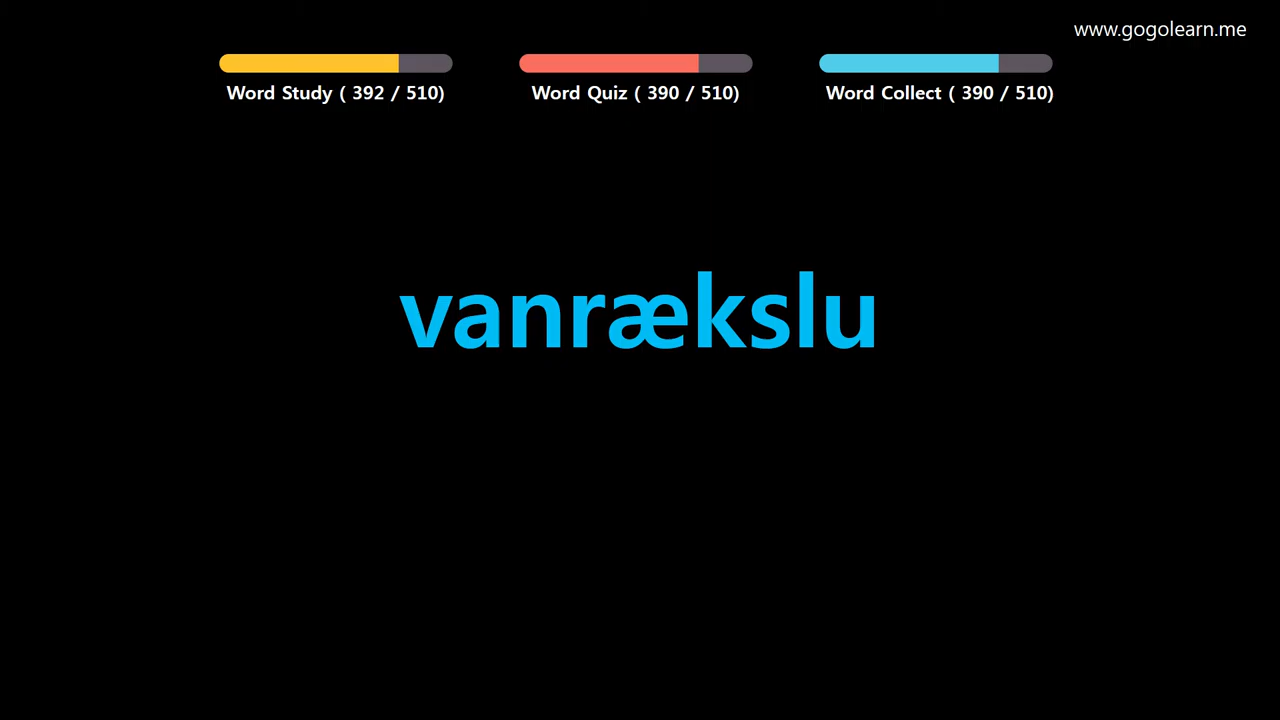 www.gogolearn.me
Word Study ( 392 / 510)
Word Quiz ( 390 / 510)
Word Collect ( 390 / 510)
vanrækslu